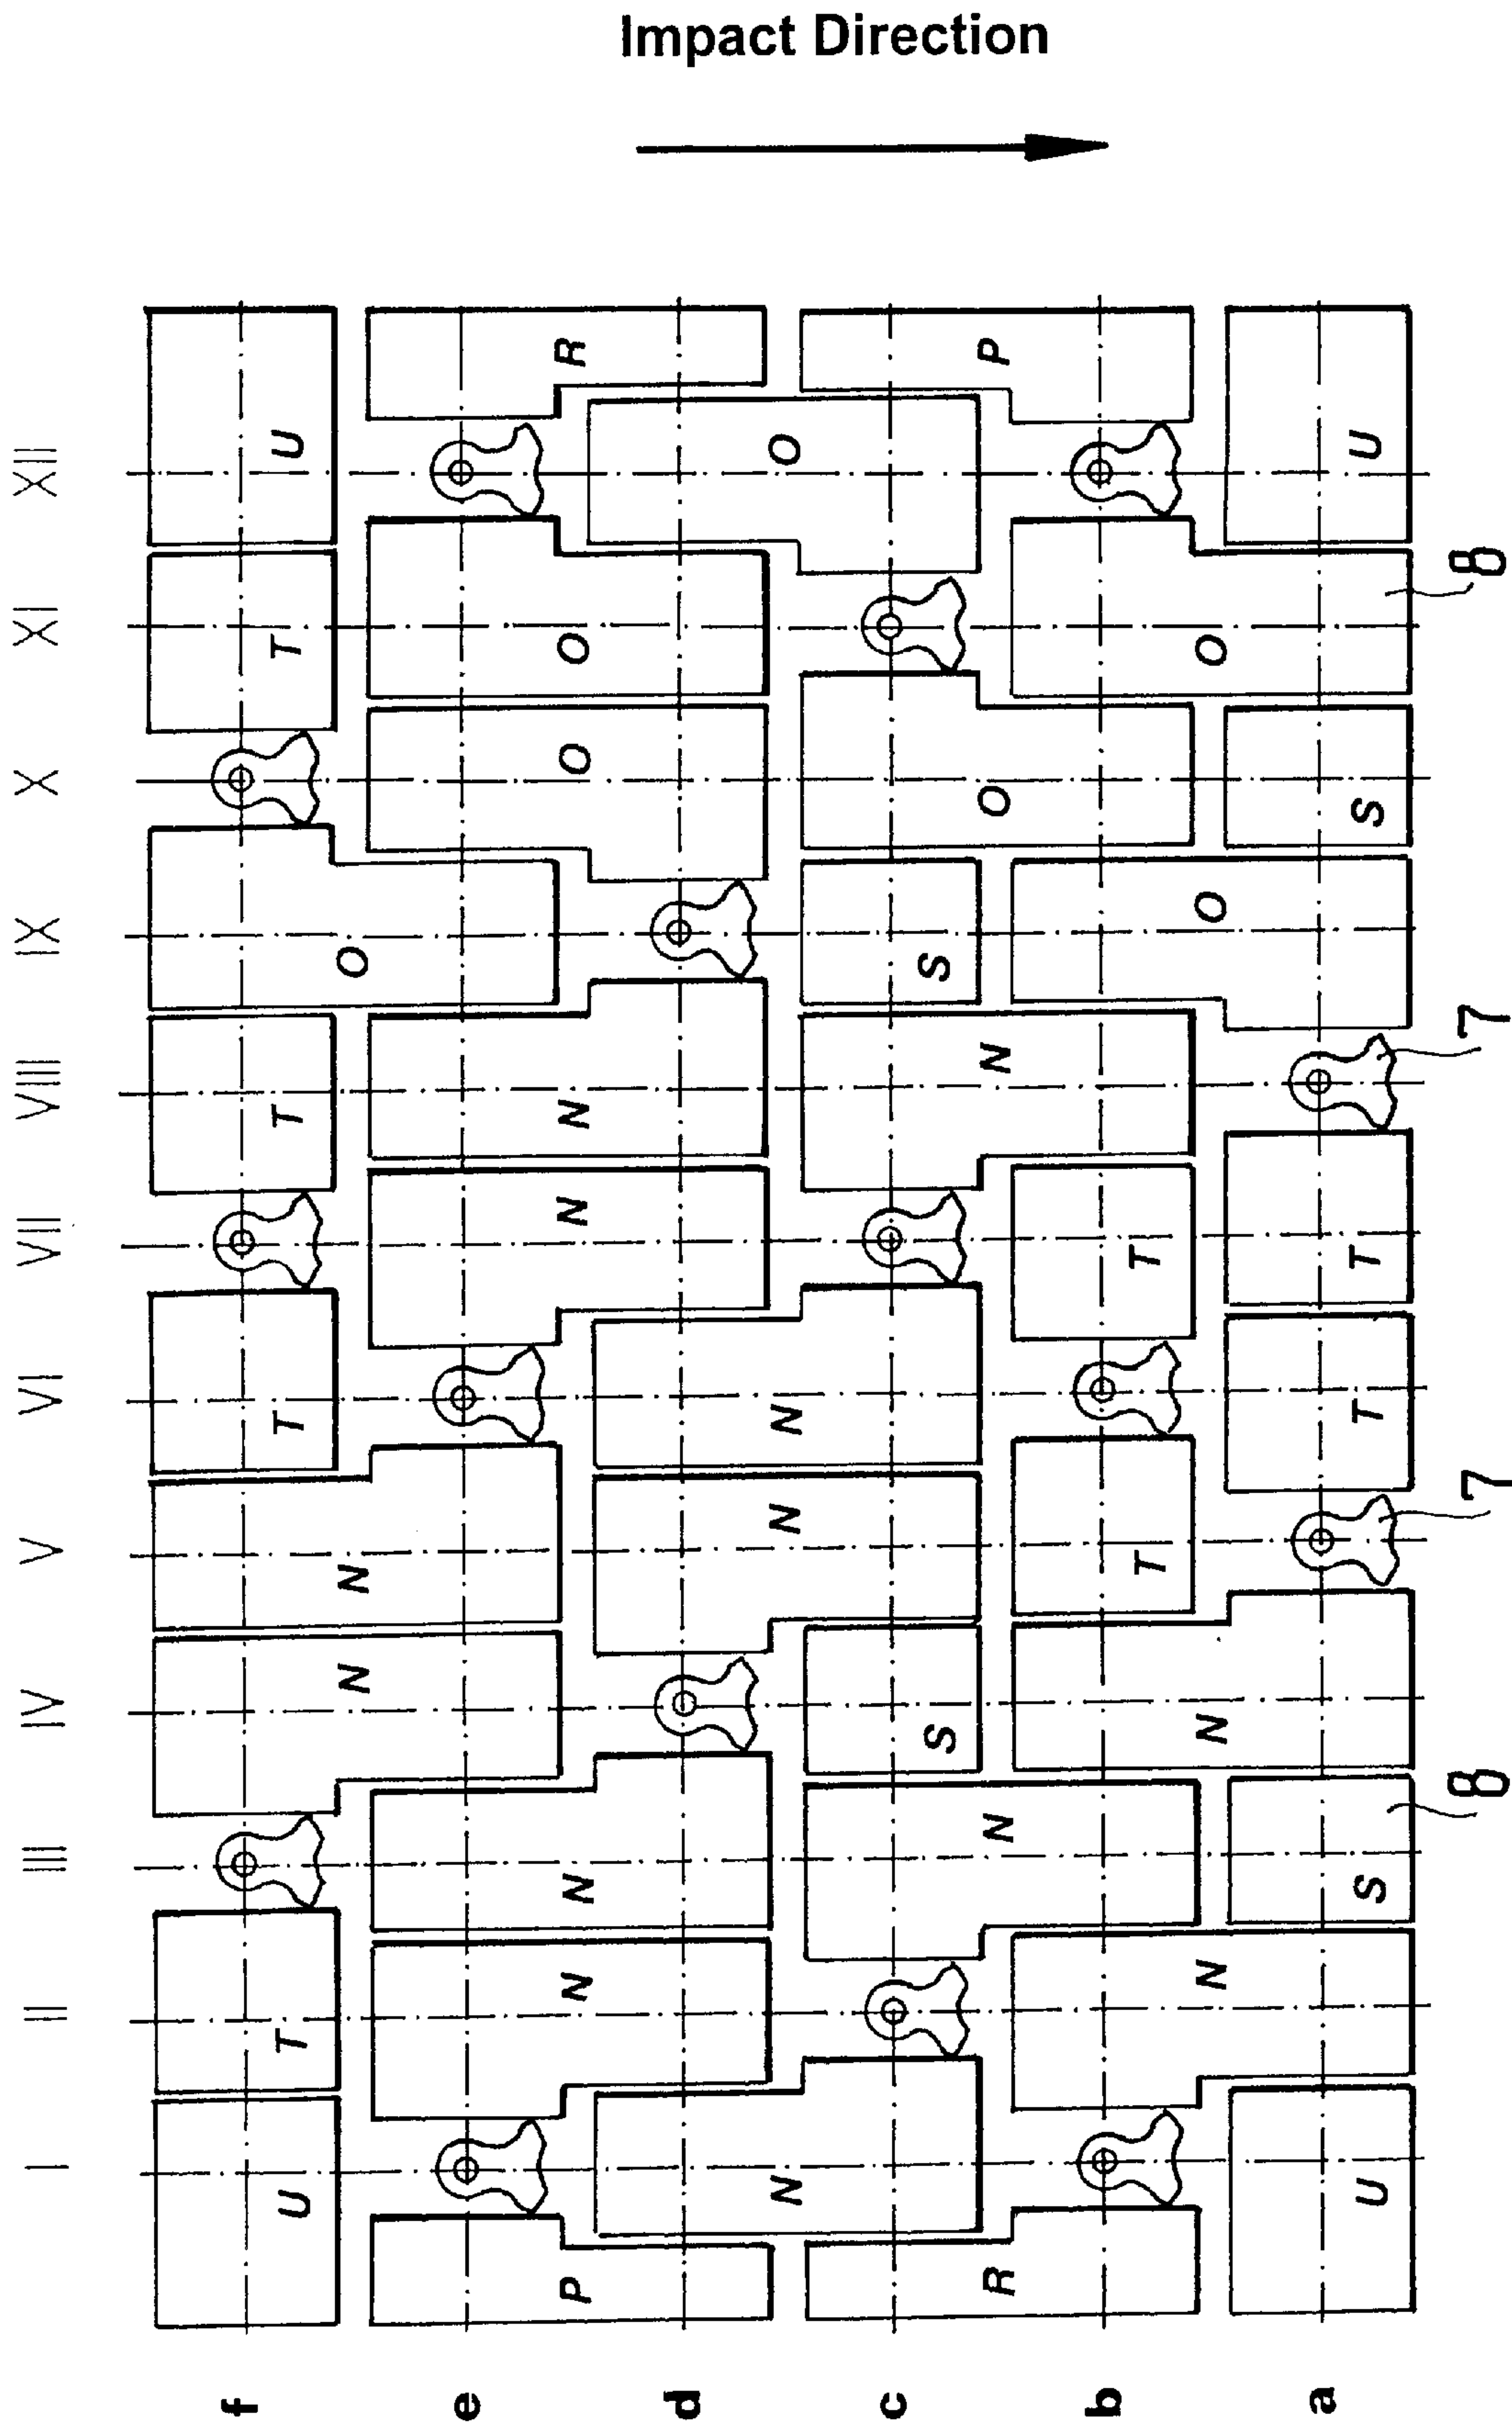 Impact Direction
R P
XII U O U
XI T O O 8
X O O S
IX O S O
VIII T N N 7
VII N T T
VI T N T
V N N T 7
IV N S N
III N N S 8
II T N N
I U N U
P R
f e d c b a